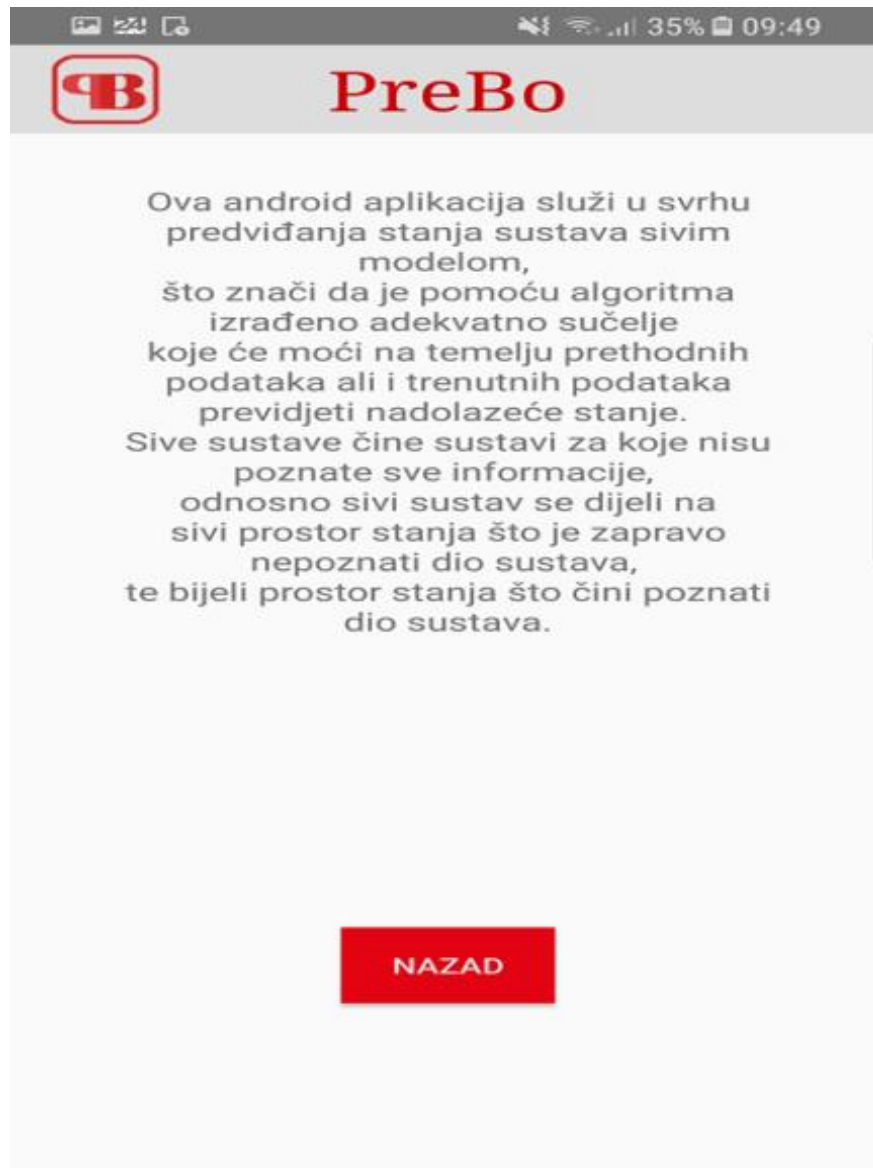 35% 09:49
PB PreBo
Ova android aplikacija služi u svrhu
predviđanja stanja sustava sivim
modelom,
što znači da je pomoću algoritma
izrađeno adekvatno sučelje
koje će moći na temelju prethodnih
podataka ali i trenutnih podataka
previdjeti nadolazeće stanje.
Sive sustave čine sustavi za koje nisu
poznate sve informacije,
odnosno sivi sustav se dijeli na
sivi prostor stanja što je zapravo
nepoznati dio sustava,
te bijeli prostor stanja što čini poznati
dio sustava.
NAZAD